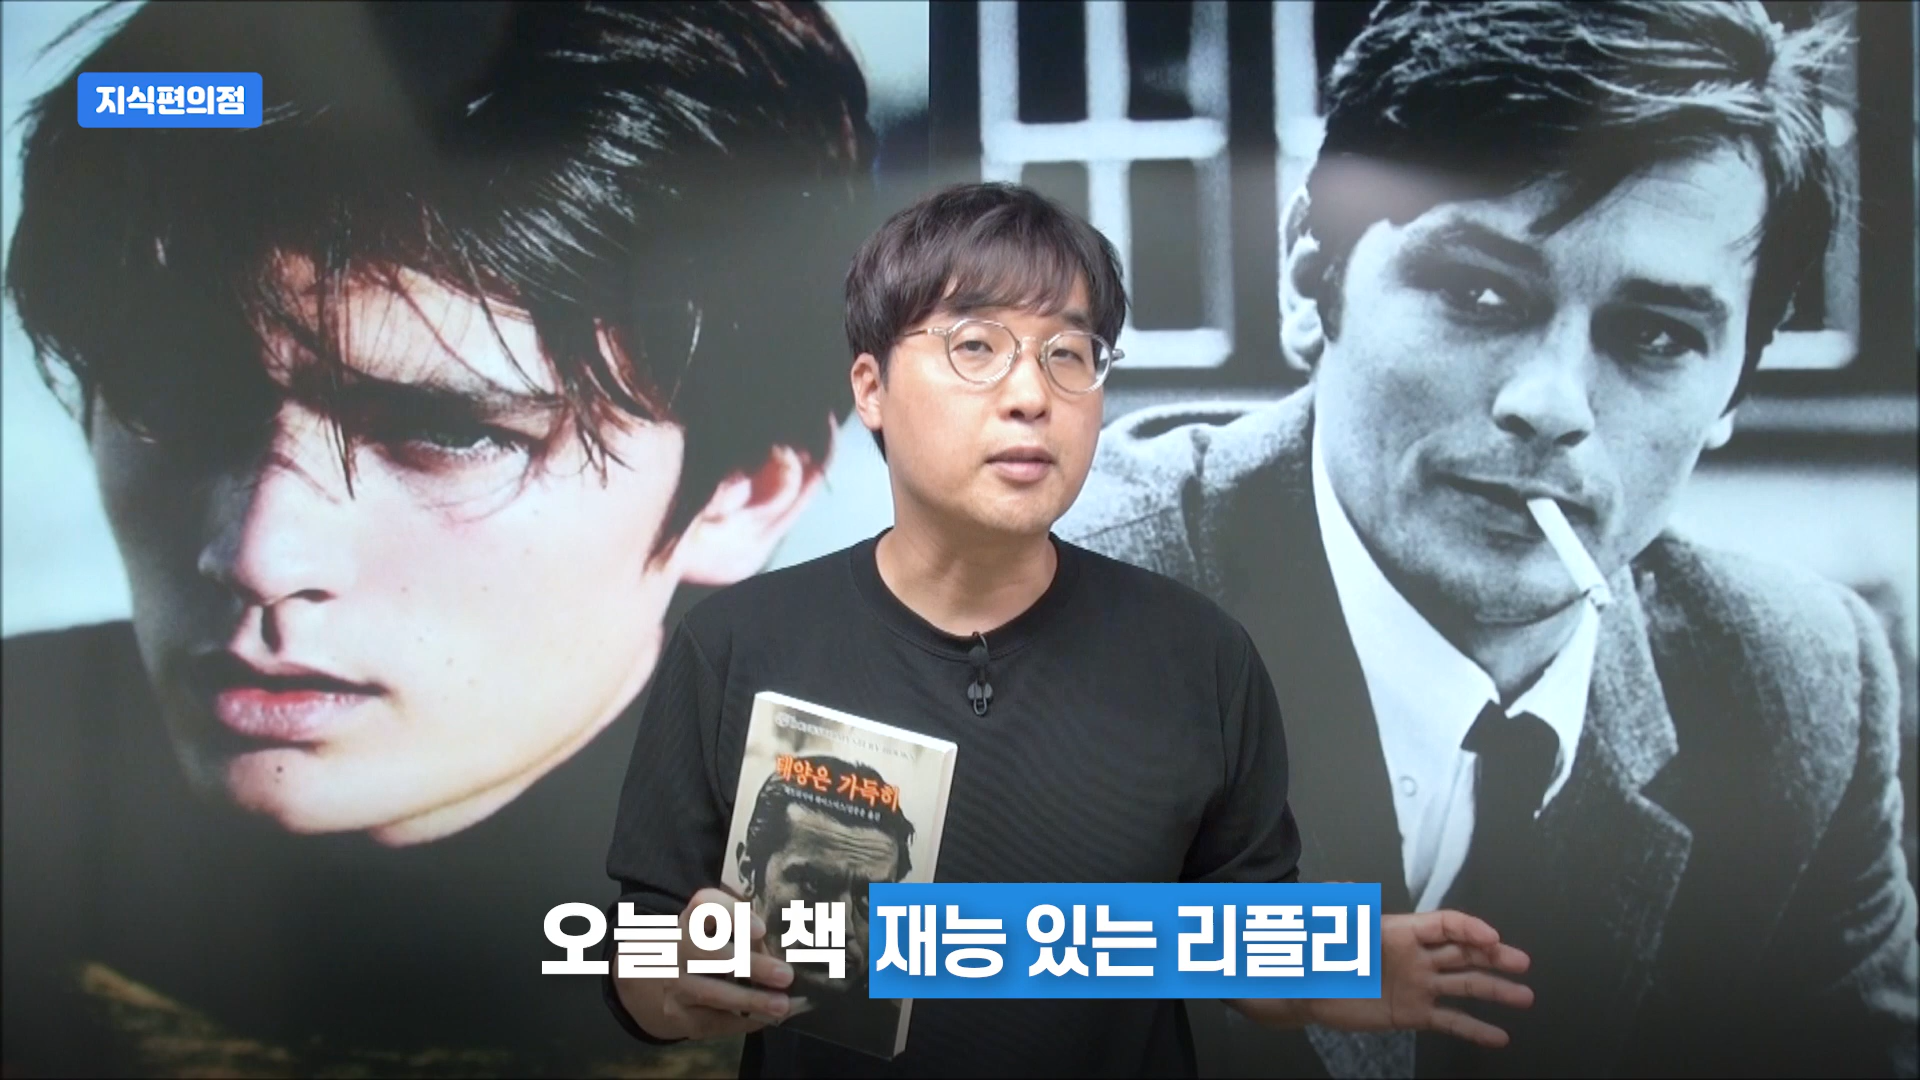 지식편의점
태양은 가득히
오늘의 책 재능 있는 리플리